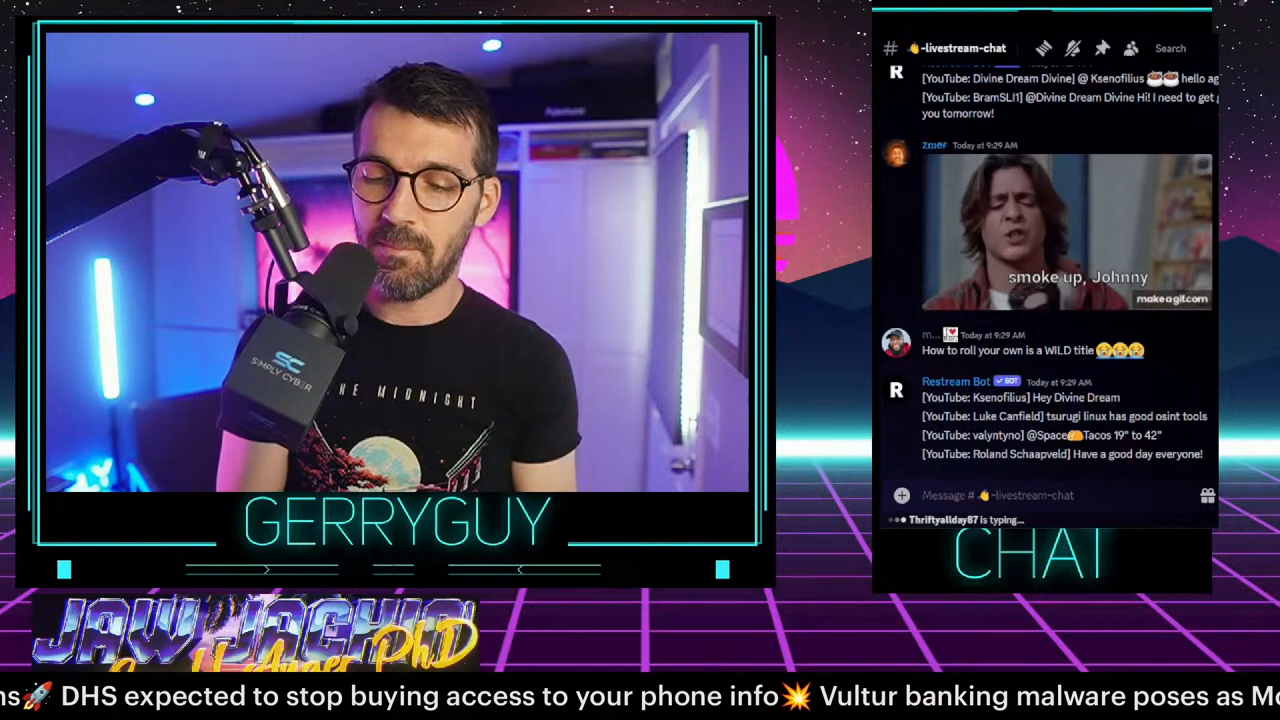 # 👋-livestream-chat
Search
[YouTube: Divine Dream Divine] @ Ksenofilius ☕☕ hello ag
[YouTube: BramSLI1] @Divine Dream Divine Hi! I need to get
you tomorrow!
zmer Today at 9:29 AM
smoke up, Johnny
makeagif.com
m... Today at 9:29 AM
How to roll your own is a WILD title 😭😭😭
Restream Bot ✓ BOT Today at 9:29 AM
[YouTube: Ksenofilius] Hey Divine Dream
[YouTube: Luke Canfield] tsurugi linux has good osint tools
[YouTube: valyntyno] @Space🌮Tacos 19" to 42"
[YouTube: Roland Schaapveld] Have a good day everyone!
Message # 👋-livestream-chat
Thriftyallday87 is typing...
CHAT
SC
SIMPLY CYBER
THE MIDNIGHT
GERRYGUY
JAW JACKIN'
PhD
ns🚀 DHS expected to stop buying access to your phone info💥 Vultur banking malware poses as Mc